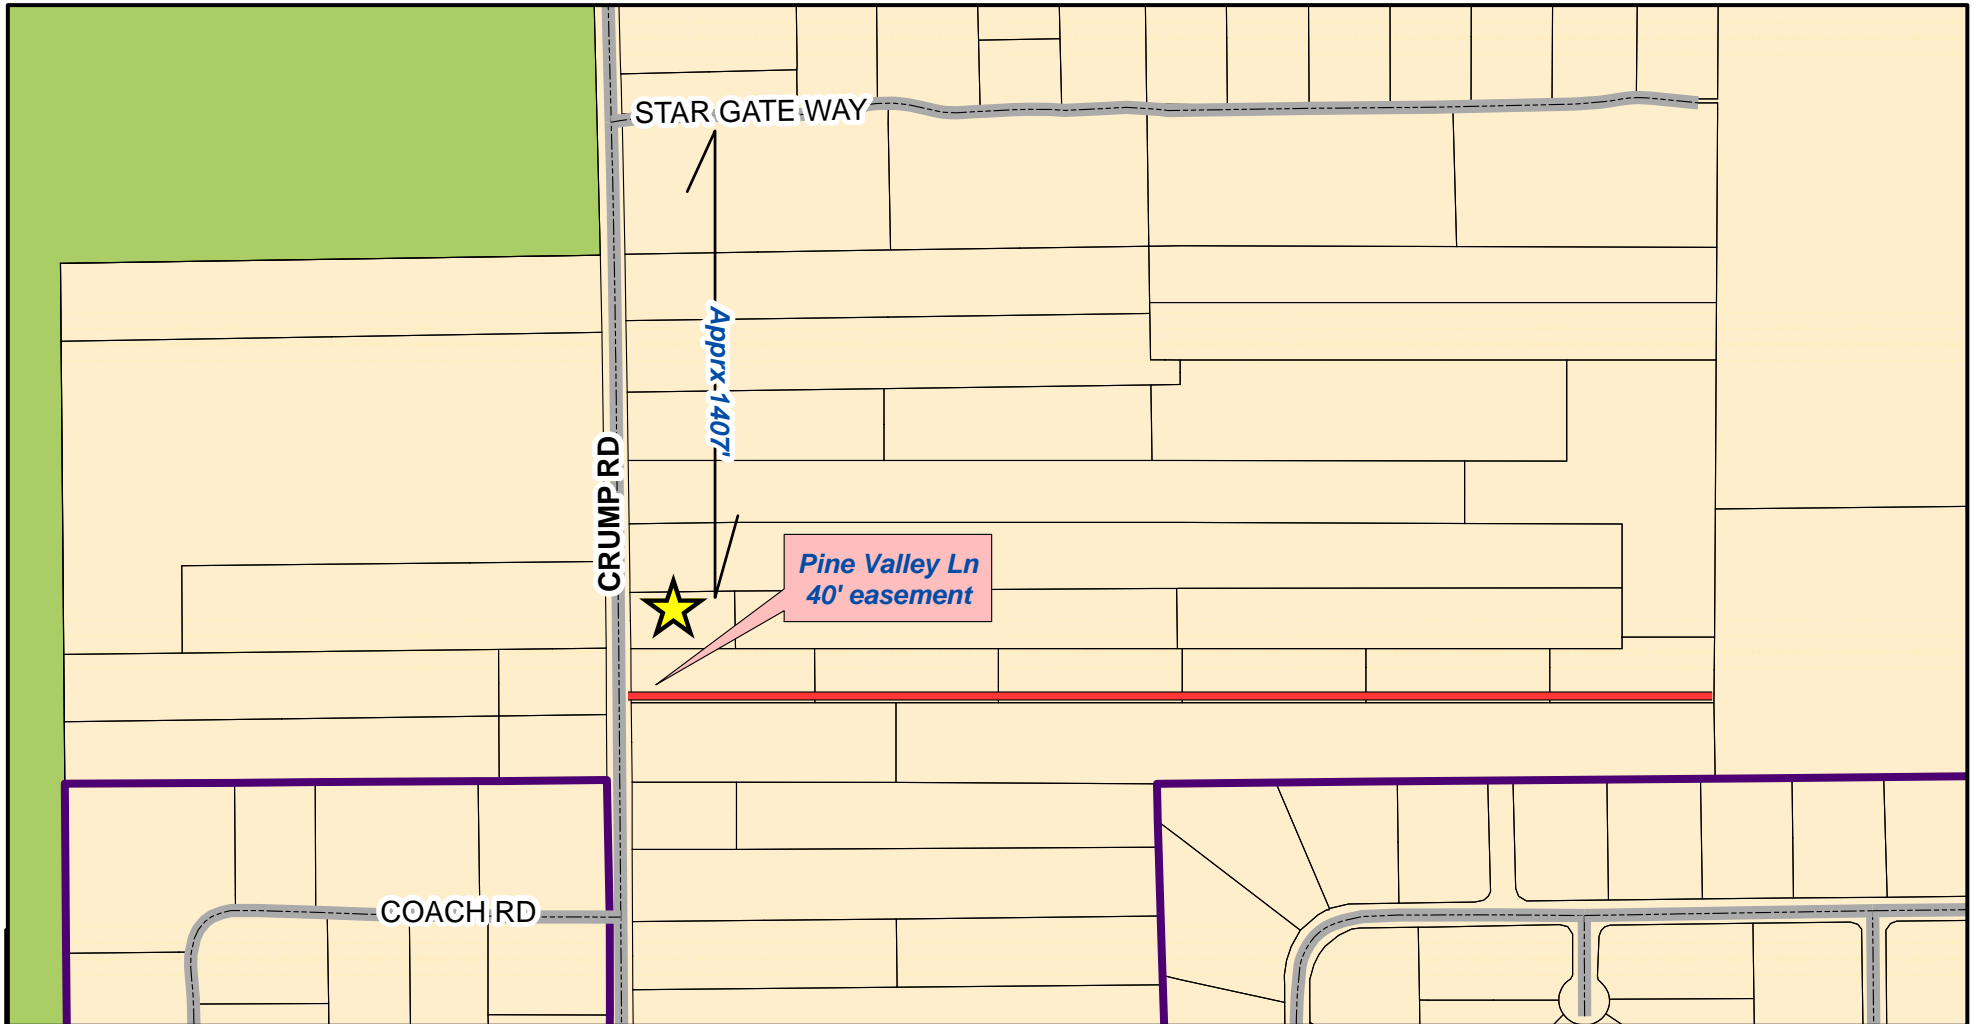 STAR GATE WAY
Apprx 1407'
CRUMP RD
Pine Valley Ln
40' easement
COACH RD